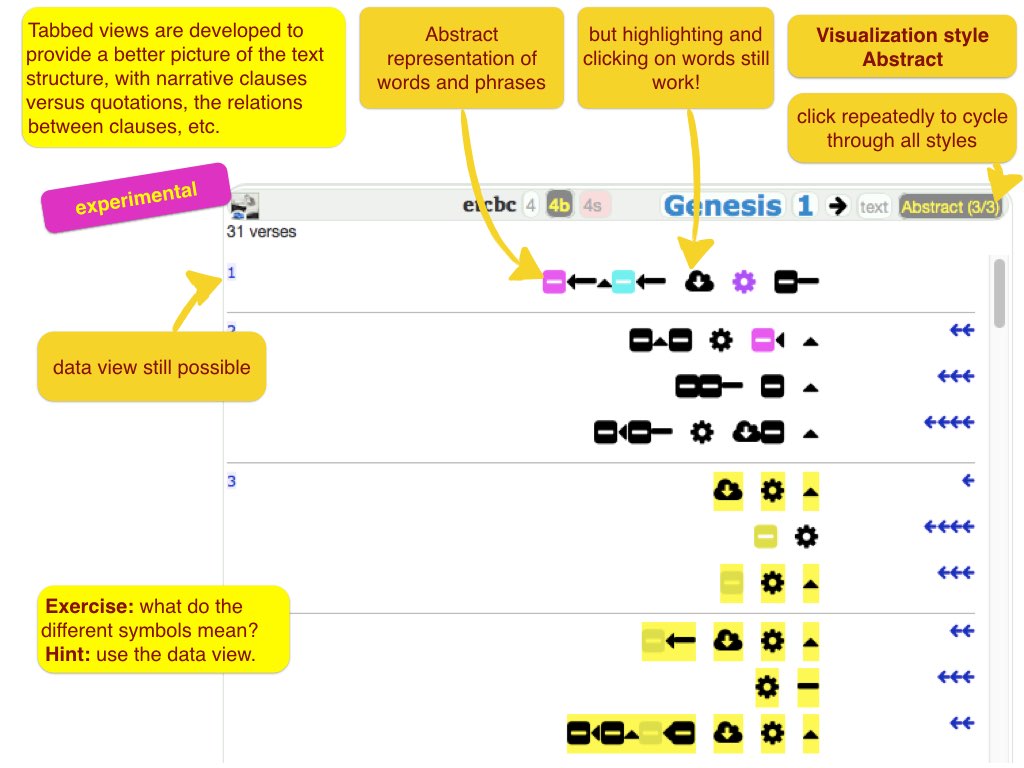 Tabbed views are developed to
provide a better picture of the text
structure, with narrative clauses
versus quotations, the relations
between clauses, etc.
Abstract
representation of
words and phrases
but highlighting and
clicking on words still
work!
Visualization style
Abstract
click repeatedly to cycle
through all styles
experimental
etcbc 4 4b 4s Genesis 1 text Abstract (3/3)
31 verses
1
data view still possible
2
3
Exercise: what do the
different symbols mean?
Hint: use the data view.